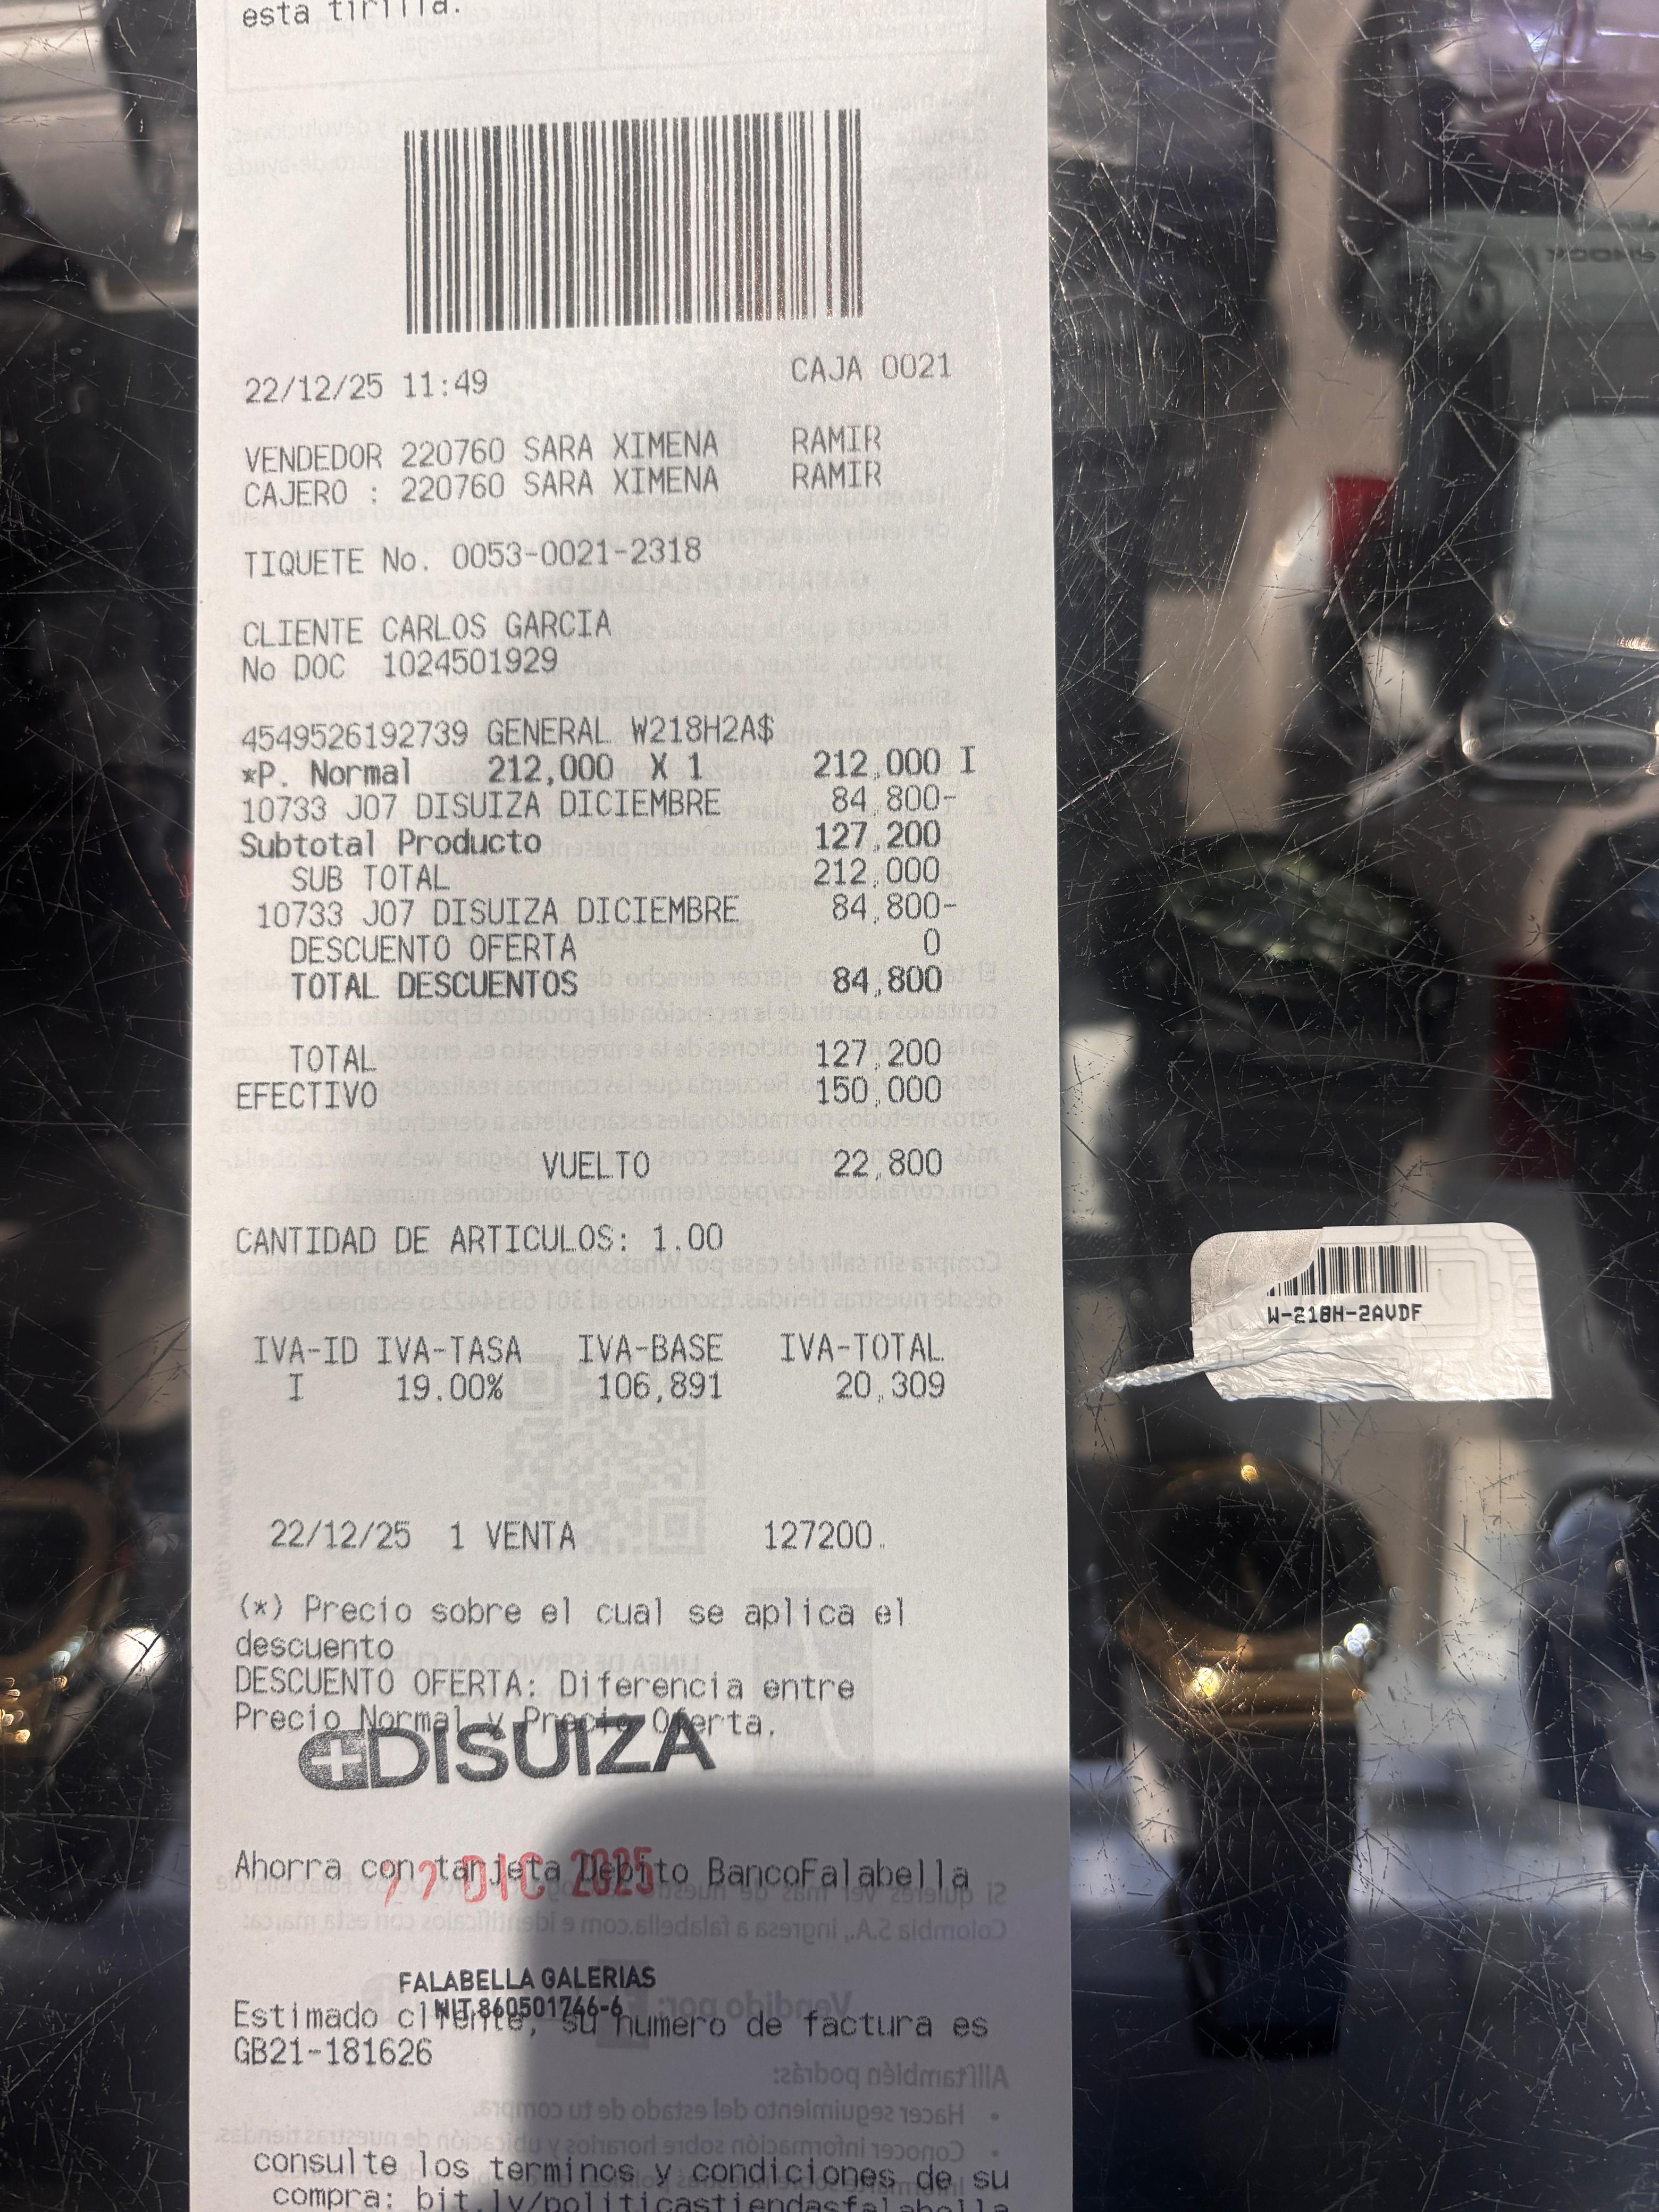 esta tirilla.
22/12/25 11:49 CAJA 0021
VENDEDOR 220760 SARA XIMENA RAMIR
CAJERO : 220760 SARA XIMENA RAMIR
TIQUETE No. 0053-0021-2318
CLIENTE CARLOS GARCIA
No DOC 1024501929
4549526192739 GENERAL W218H2A$
*P. Normal 212,000 X 1 212,000 I
10733 J07 DISUIZA DICIEMBRE 84,800-
Subtotal Producto 127,200
SUB TOTAL 212,000
10733 J07 DISUIZA DICIEMBRE 84,800-
DESCUENTO OFERTA 0
TOTAL DESCUENTOS 84,800
TOTAL 127,200
EFECTIVO 150,000
VUELTO 22,800
CANTIDAD DE ARTICULOS: 1.00
IVA-ID IVA-TASA IVA-BASE IVA-TOTAL
I 19.00% 106,891 20,309
22/12/25 1 VENTA 127200.
(*) Precio sobre el cual se aplica el
descuento
DESCUENTO OFERTA: Diferencia entre
Precio Normal y Precio Oferta.
DISUIZA
Ahorra con tarjeta Debito BancoFalabella
22 DIC 2025
FALABELLA GALERIAS
NIT.860501746-6
Estimado cliente, su numero de factura es
GB21-181626
consulte los terminos y condiciones de su
compra: bit.ly/politicastiendasfalabella
W-218H-2AVDF